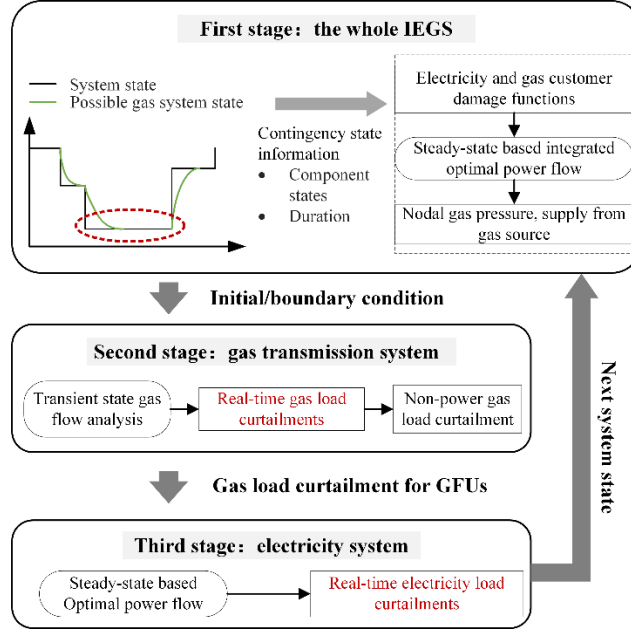 First stage：the whole IEGS
System state
Possible gas system state
Contingency state
information
• Component
states
• Duration
Electricity and gas customer
damage functions
Steady-state based integrated
optimal power flow
Nodal gas pressure, supply from
gas source
Initial/boundary condition
Second stage：gas transmission system
Transient state gas
flow analysis
Real-time gas load
curtailments
Non-power gas
load curtailment
Gas load curtailment for GFUs
Next system state
Third stage：electricity system
Steady-state based
Optimal power flow
Real-time electricity load
curtailments